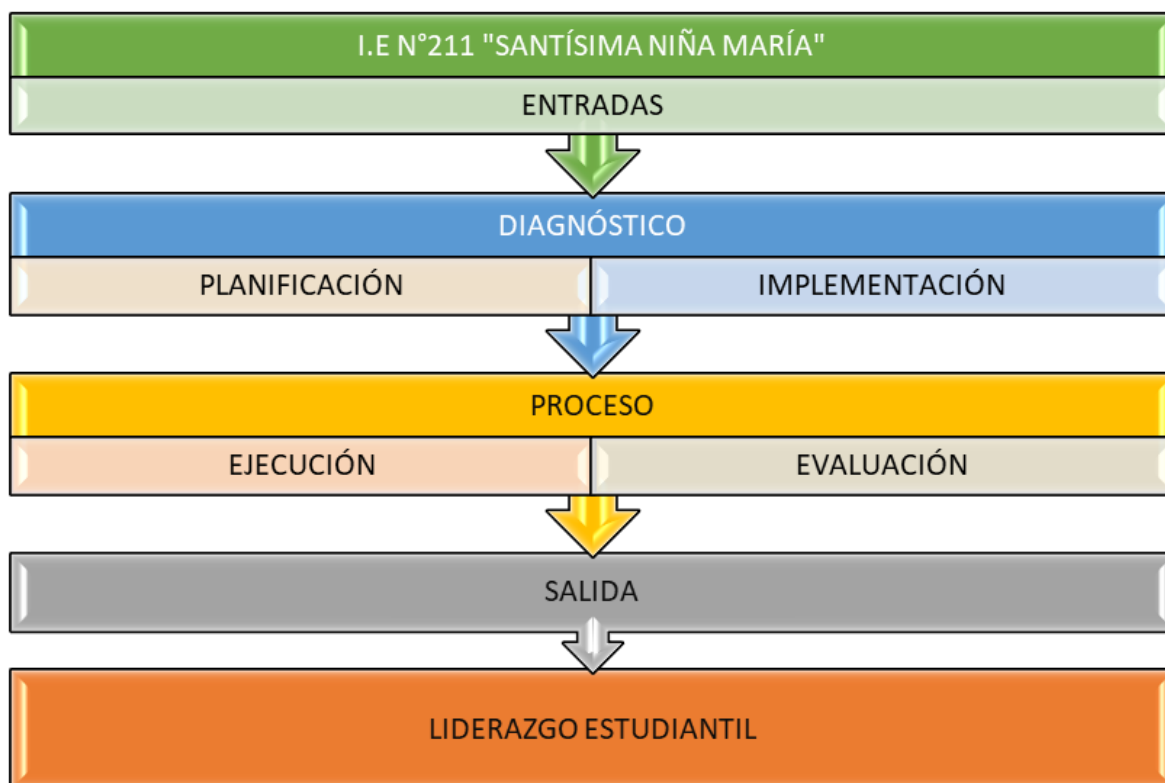 I.E N°211 "SANTÍSIMA NIÑA MARÍA"
ENTRADAS
DIAGNÓSTICO
PLANIFICACIÓN
IMPLEMENTACIÓN
PROCESO
EJECUCIÓN
EVALUACIÓN
SALIDA
LIDERAZGO ESTUDIANTIL